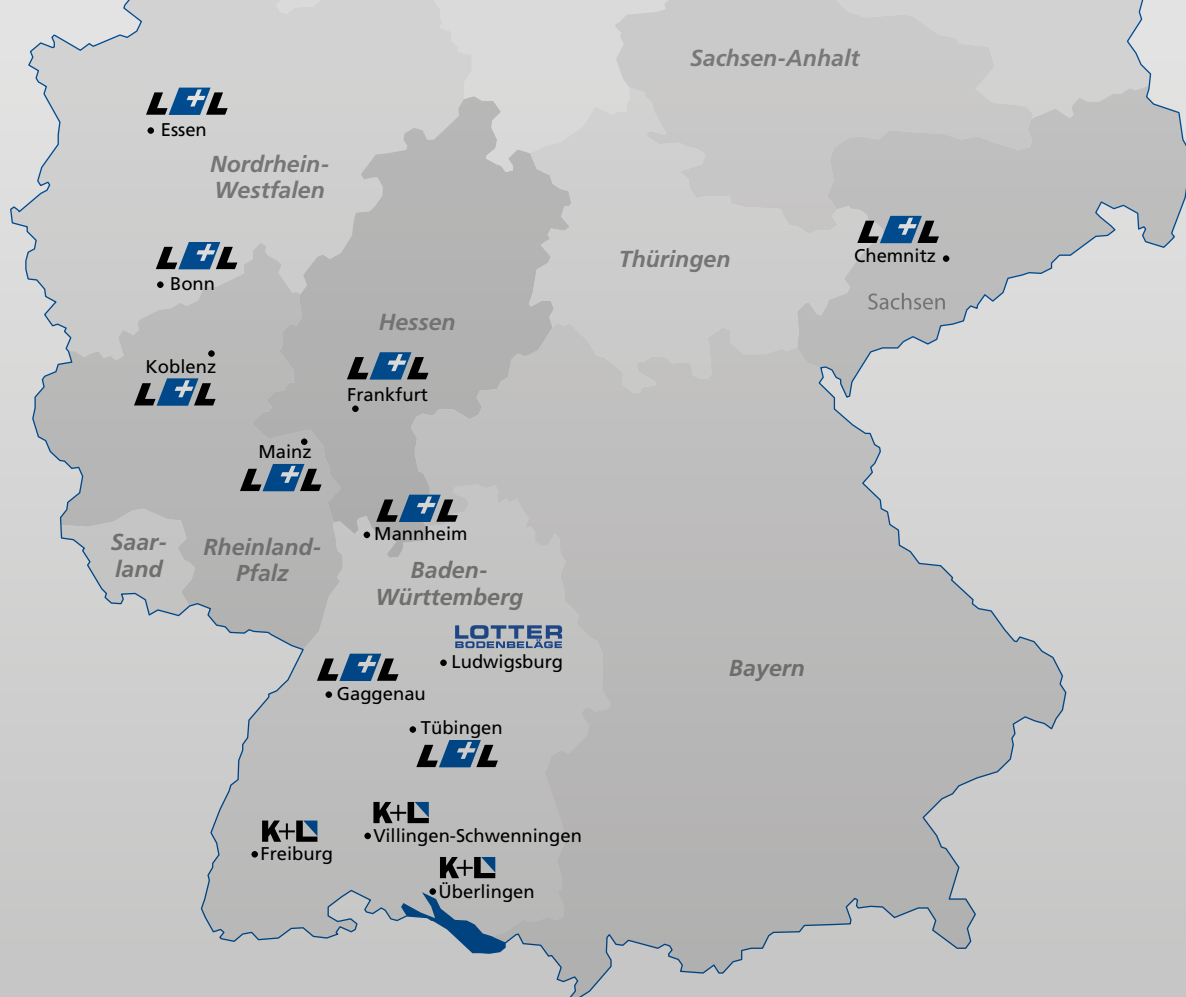 Sachsen-Anhalt
L+L
Essen
Nordrhein-
Westfalen
L+L
Chemnitz
L+L
Bonn
Thüringen
Sachsen
Hessen
Koblenz
L+L
L+L
Frankfurt
Mainz
L+L
L+L
Mannheim
Saar-
land
Rheinland-
Pfalz
Baden-
Württemberg
LOTTER
BODENBELÄGE
Ludwigsburg
L+L
Gaggenau
Bayern
Tübingen
L+L
K+L
Villingen-Schwenningen
K+L
Freiburg
K+L
Überlingen